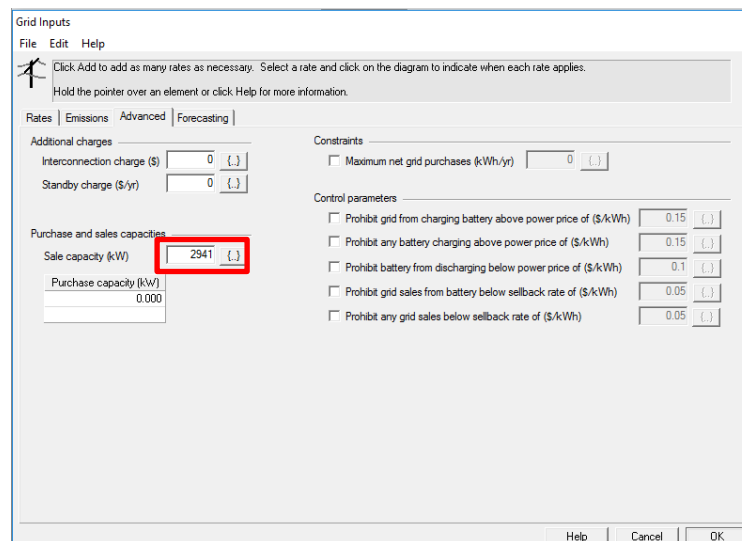 Grid Inputs
File Edit Help
Click Add to add as many rates as necessary. Select a rate and click on the diagram to indicate when each rate applies.
Hold the pointer over an element or click Help for more information.
Rates Emissions Advanced Forecasting
Additional charges
Interconnection charge ($) 0 {..}
Standby charge ($/yr) 0 {..}
Purchase and sales capacities
Sale capacity (kW) 2941 {..}
Purchase capacity (kW)
0.000
Constraints
Maximum net grid purchases (kWh/yr) 0 {..}
Control parameters
Prohibit grid from charging battery above power price of ($/kWh) 0.15 {..}
Prohibit any battery charging above power price of ($/kWh) 0.15 {..}
Prohibit battery from discharging below power price of ($/kWh) 0.1 {..}
Prohibit grid sales from battery below sellback rate of ($/kWh) 0.05 {..}
Prohibit any grid sales below sellback rate of ($/kWh) 0.05 {..}
Help Cancel OK